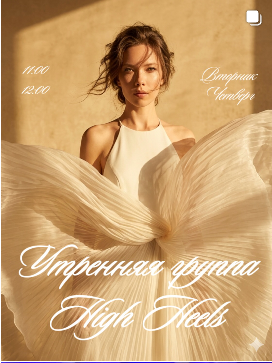 11:00
12:00
Вторник
Четверг
Утренняя группа
High Heels